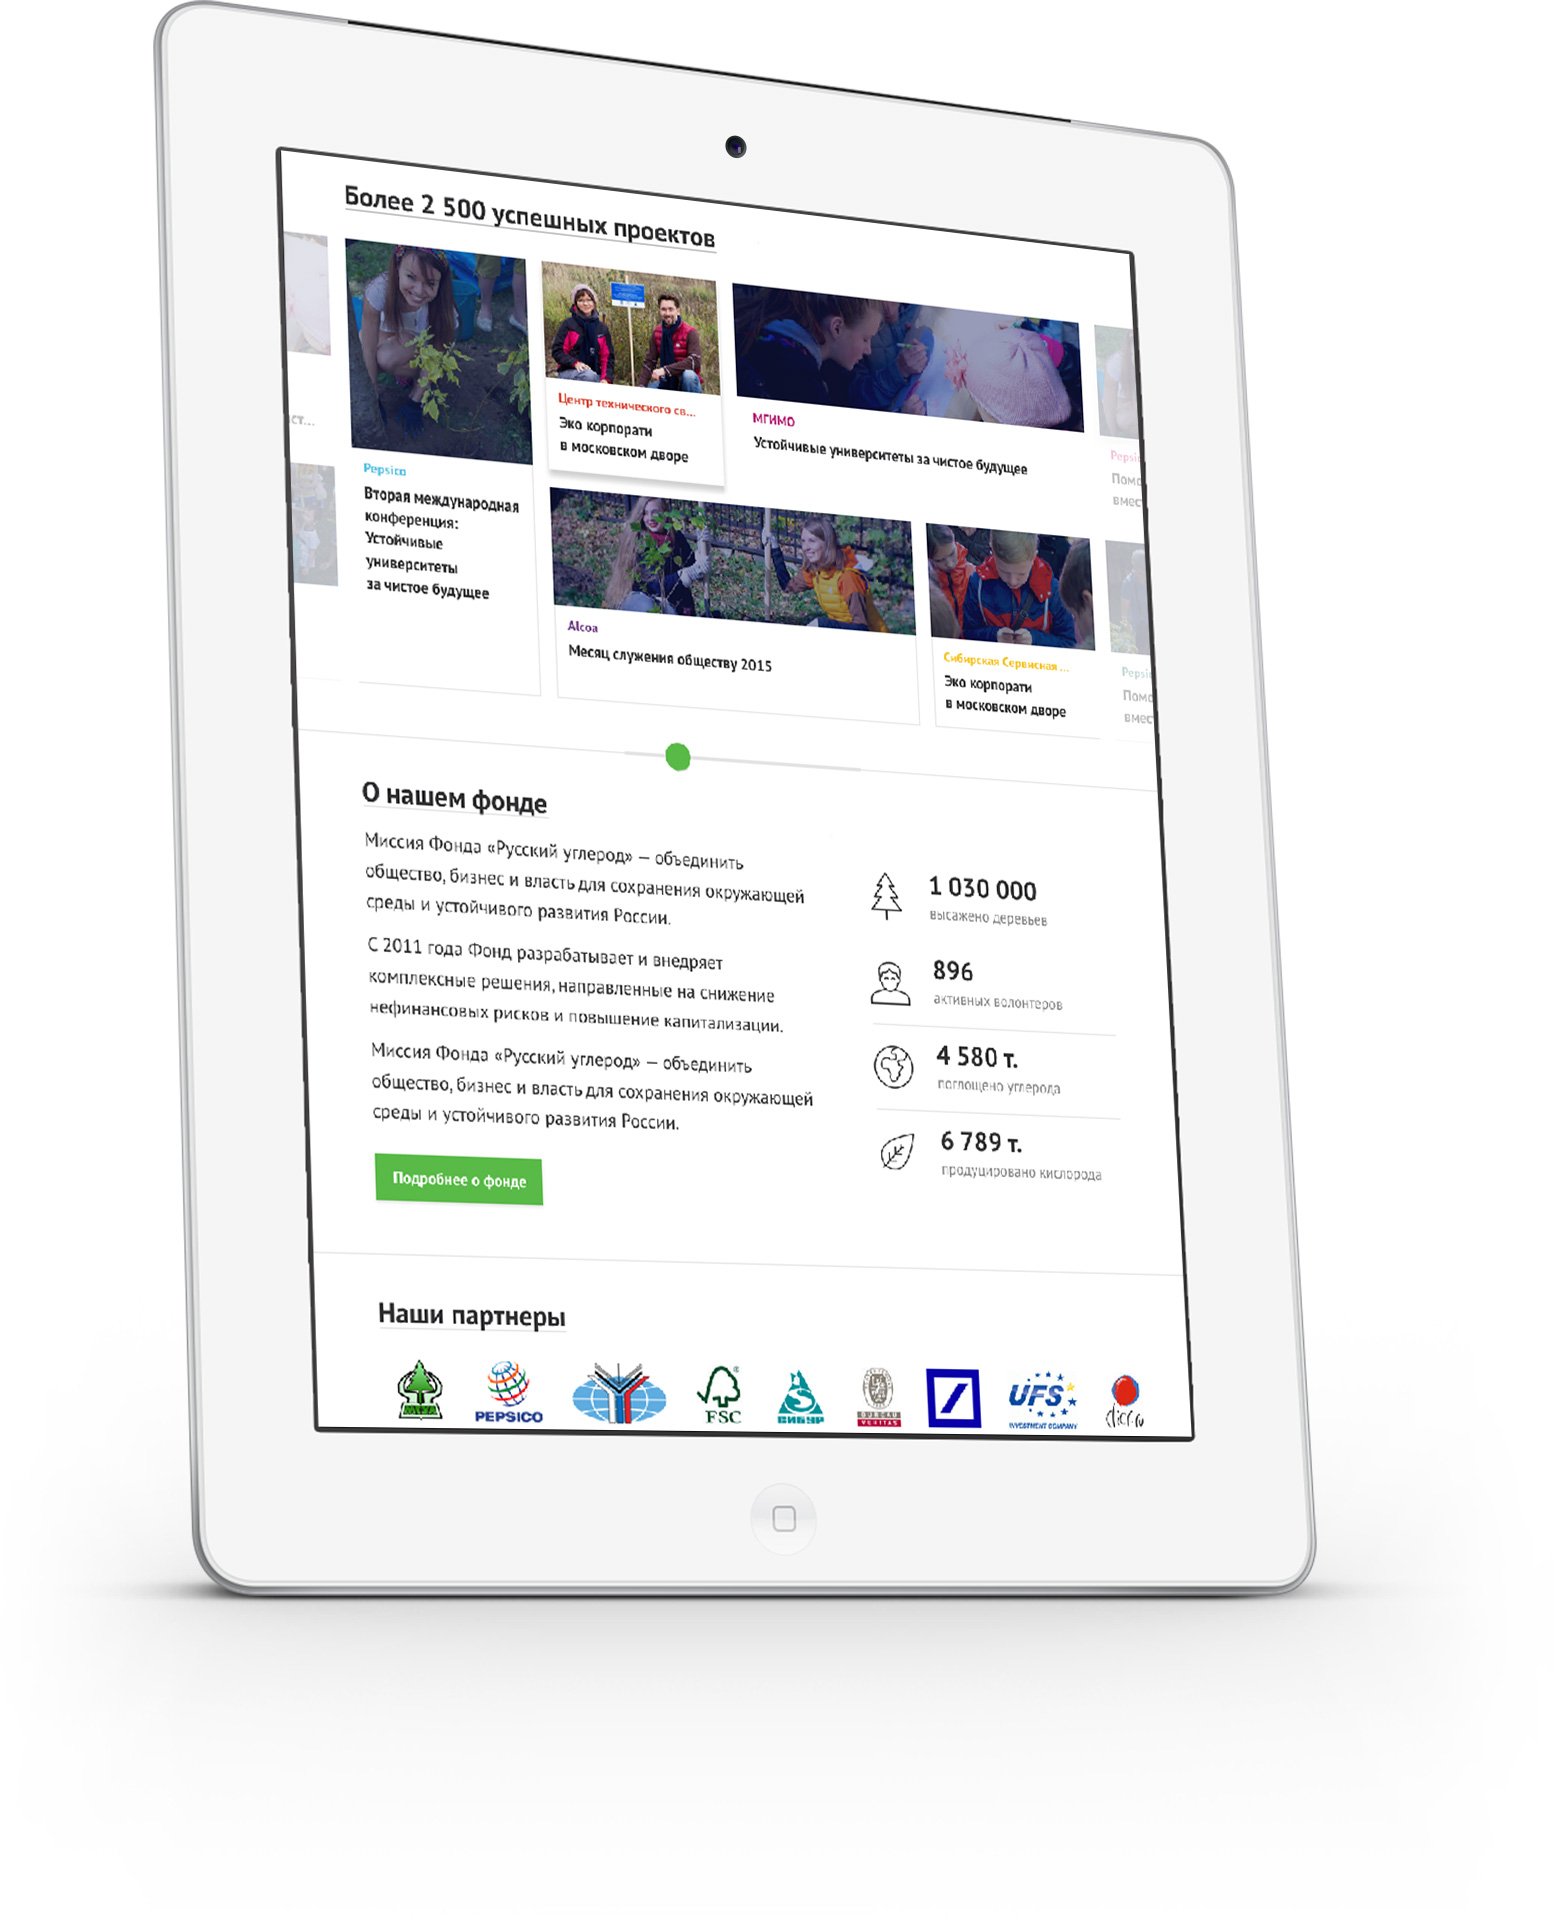 Более 2 500 успешных проектов
ст...
Pepsico
Вторая международная
конференция:
Устойчивые
университеты
за чистое будущее
Центр технического св...
Эко корпорати
в московском дворе
МГИМО
Устойчивые университеты за чистое будущее
Pepsi
Помо
вмес
Alcoa
Месяц служения обществу 2015
Сибирская Сервисная ...
Эко корпорати
в московском дворе
Pepsi
Помо
вмес
О нашем фонде
Миссия Фонда «Русский углерод» — объединить
общество, бизнес и власть для сохранения окружающей
среды и устойчивого развития России.
С 2011 года Фонд разрабатывает и внедряет
комплексные решения, направленные на снижение
нефинансовых рисков и повышение капитализации.
Миссия Фонда «Русский углерод» — объединить
общество, бизнес и власть для сохранения окружающей
среды и устойчивого развития России.
Подробнее о фонде
1 030 000
высажено деревьев
896
активных волонтеров
4 580 т.
поглощено углерода
6 789 т.
продуцировано кислорода
Наши партнеры
PEPSICO
FSC
СИБУР
BUREAU
VERITAS
UFS
INVESTMENT COMPANY